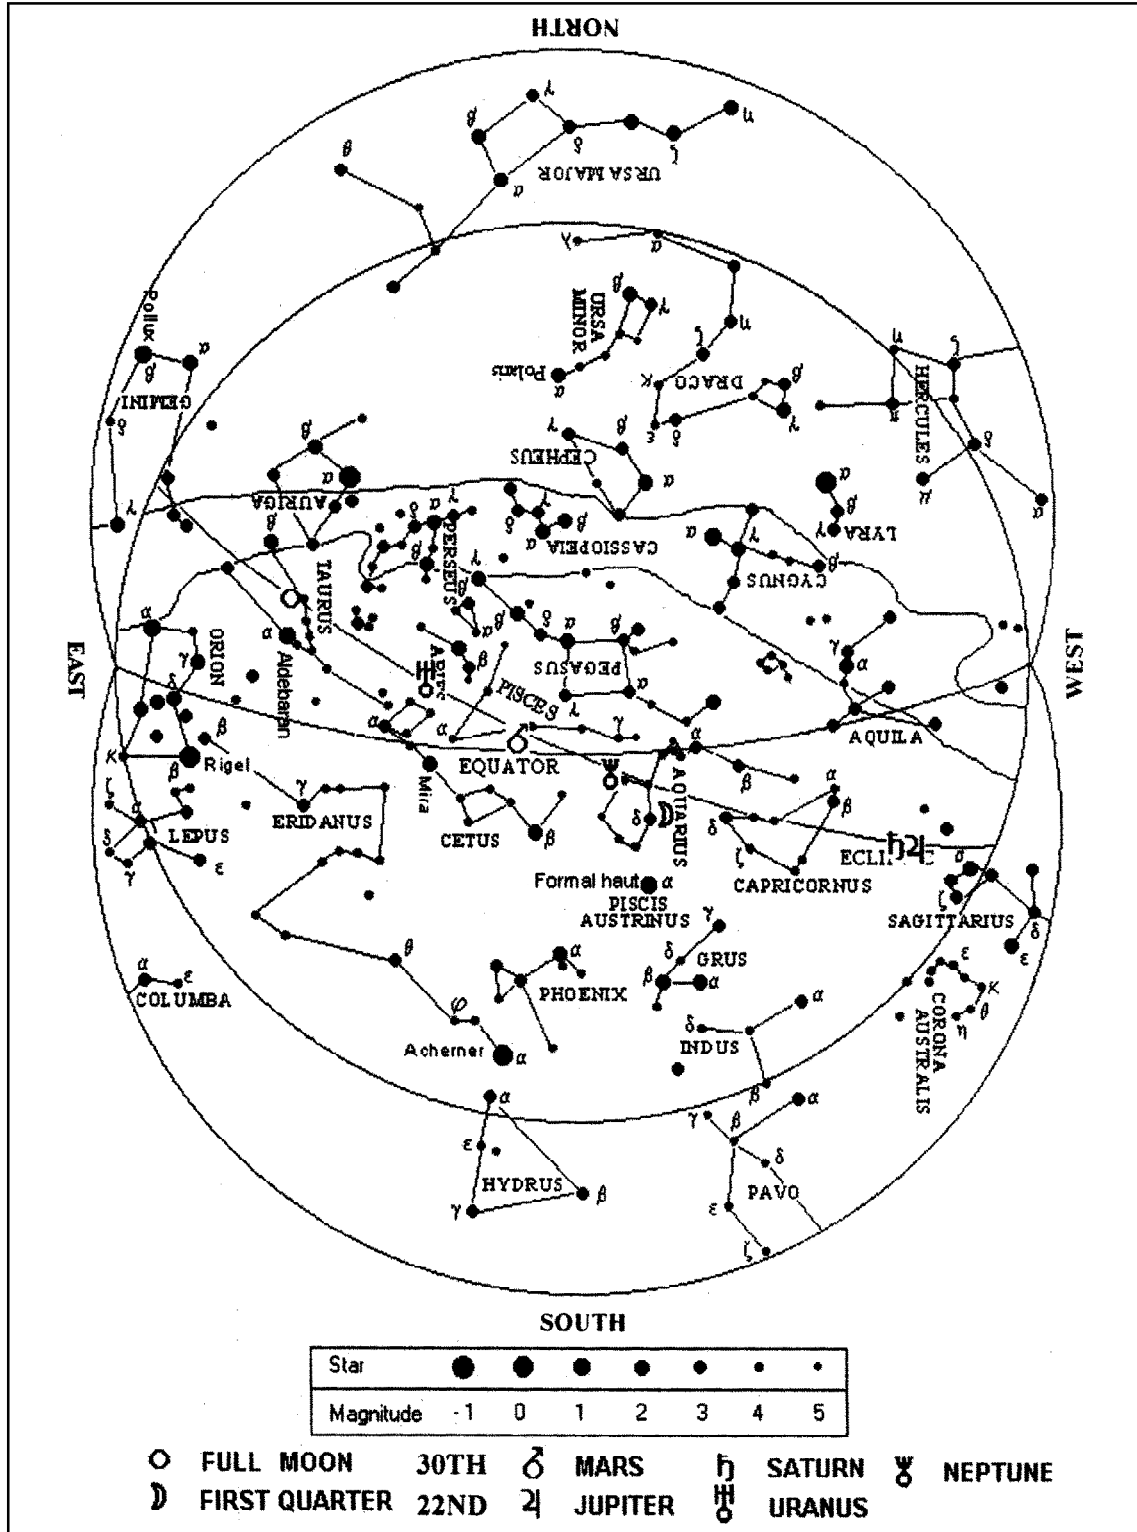 NORTH
γ
β
η
δ
ζ
θ
URSA MAJOR
α
λ
α
β
URSA MINOR
γ
η
Pollux
α
β
ζ
Polaris
α
DRACO
κ
β
γ
ε
δ
η
ζ
HERCULES
π
δ
μ
α
GEMINI
δ
γ
β
α
AURIGA
β
γ
β
CEPHEUS
α
α
β
γ
LYRA
δ
α
γ
β
PERSEUS
δ
γ
β
α
CASSIOPEIA
γ
CYGNUS
β
TAURUS
γ
β
δ
α
β
α
PEGASUS
γ
α
EAST
α
ORION
γ
δ
α
Aldebaran
β
PISCES
α
γ
γ
α
WEST
κ
β
Rigel
β
α
Mira
EQUATOR
α
β
AQUARIUS
AQUILA
ζ
α
LEPUS
δ
γ
ε
γ
ERIDANUS
CETUS
β
δ
δ
ζ
α
β
CAPRICORNUS
σ
ζ
SAGITTARIUS
δ
ε
Formal haut
α
PISCIS
AUSTRINUS
α
ε
COLUMBA
θ
α
PHOENIX
γ
δ
GRUS
β
α
ε
κ
θ
η
CORONA AUSTRALIS
φ
Acherner
α
δ
INDUS
α
β
α
ε
HYDRUS
γ
β
γ
β
α
δ
PAVO
ε
ζ
SOUTH
Star
Magnitude -1 0 1 2 3 4 5
FULL MOON 30TH ♂ MARS ♄ SATURN ♆ NEPTUNE
FIRST QUARTER 22ND ♃ JUPITER ♅ URANUS